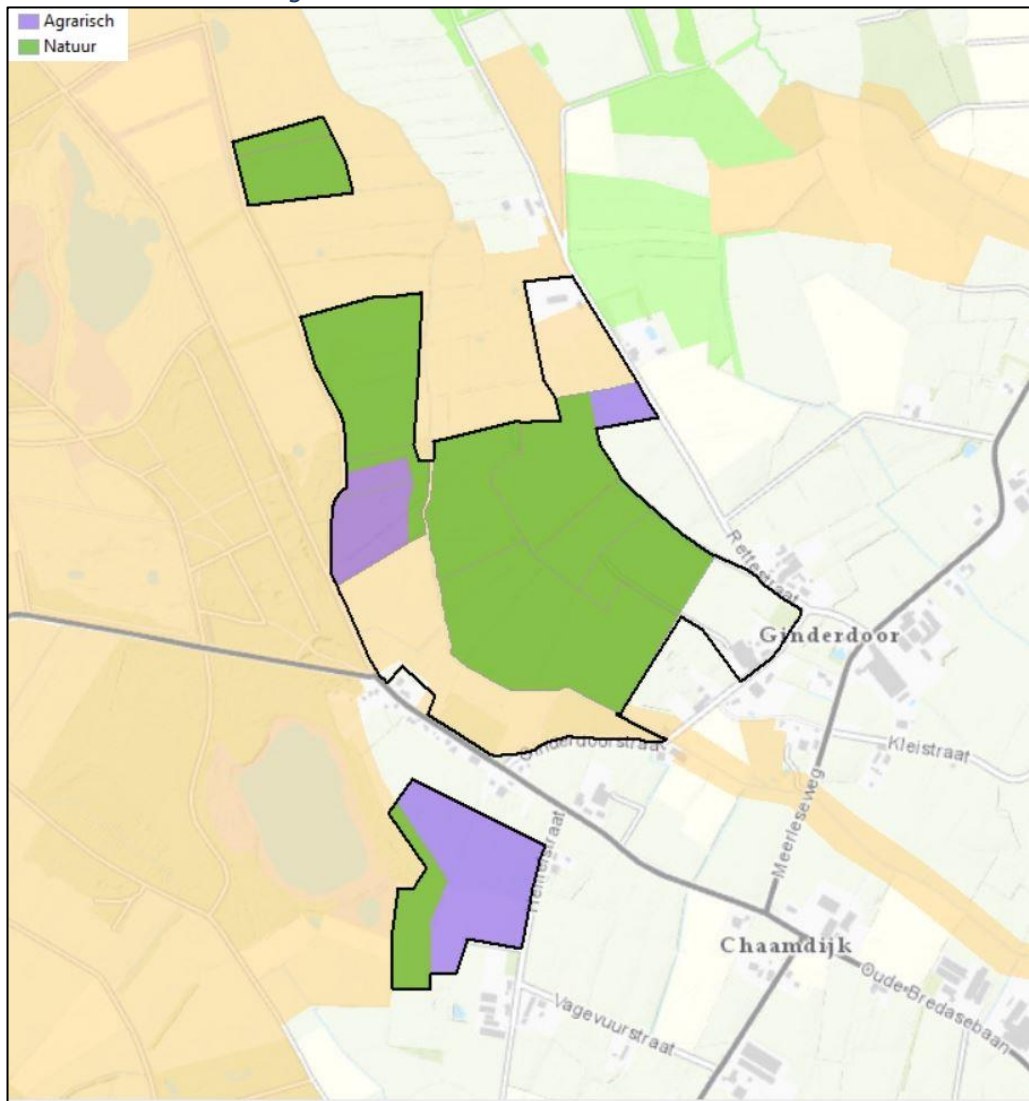 Agrarisch
Natuur
Rettestraat
Ginderdoor
Ginderdoorstraat
Kleistraat
Meerleseweg
Chaamdijk
Oude-Bredasebaan
Vagevuurstraat